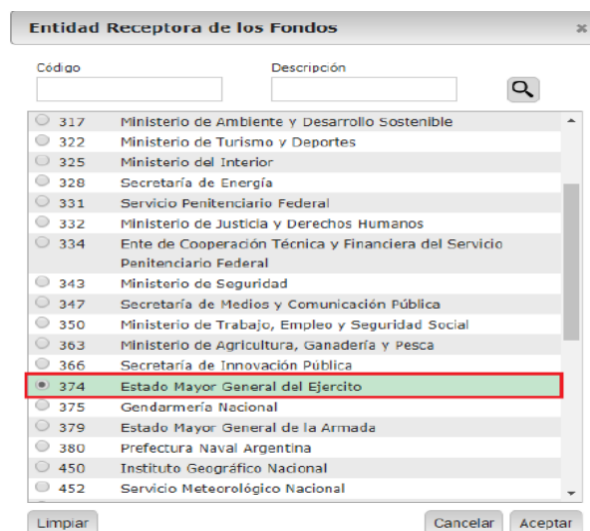 Entidad Receptora de los Fondos
Código Descripción
317 Ministerio de Ambiente y Desarrollo Sostenible
322 Ministerio de Turismo y Deportes
325 Ministerio del Interior
328 Secretaría de Energía
331 Servicio Penitenciario Federal
332 Ministerio de Justicia y Derechos Humanos
334 Ente de Cooperación Técnica y Financiera del Servicio
Penitenciario Federal
343 Ministerio de Seguridad
347 Secretaría de Medios y Comunicación Pública
350 Ministerio de Trabajo, Empleo y Seguridad Social
363 Ministerio de Agricultura, Ganadería y Pesca
366 Secretaría de Innovación Pública
374 Estado Mayor General del Ejercito
375 Gendarmería Nacional
379 Estado Mayor General de la Armada
380 Prefectura Naval Argentina
450 Instituto Geográfico Nacional
452 Servicio Meteorológico Nacional
Limpiar Cancelar Aceptar